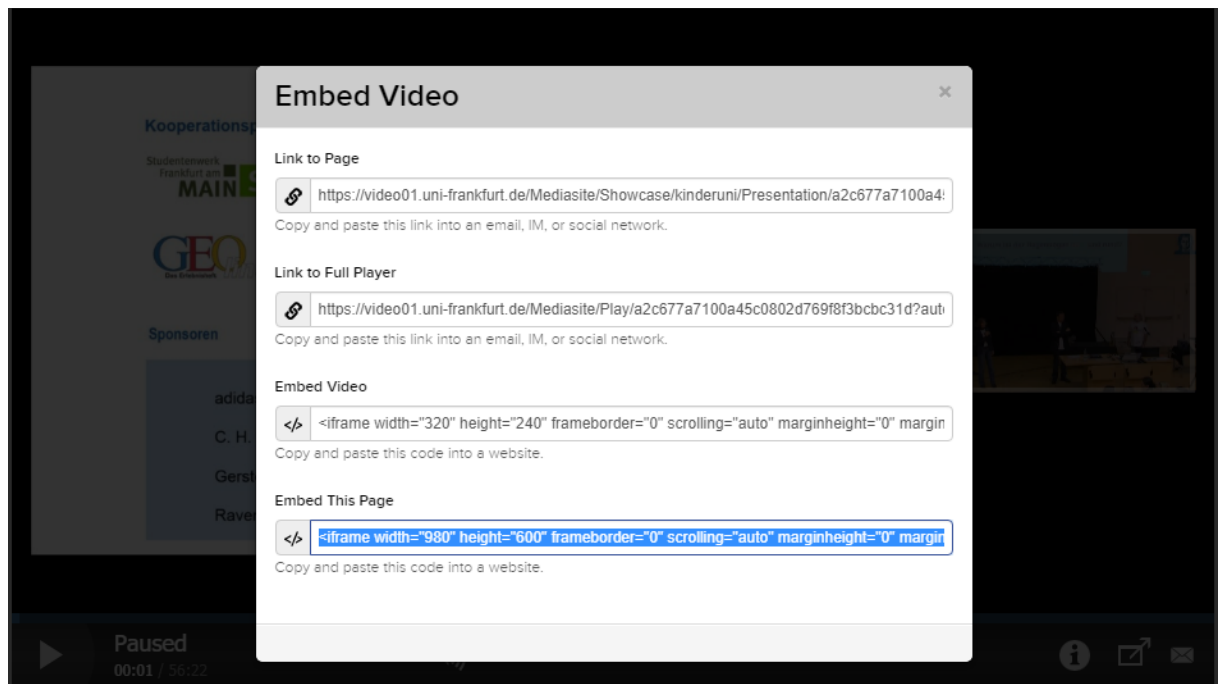 Embed Video
×
Kooperationsp
Studentenwerk
Frankfurt am
MAIN
GEO
Das Erlebnisheft
Sponsoren
adida
C. H.
Gerst
Raver
Link to Page
https://video01.uni-frankfurt.de/Mediasite/Showcase/kinderuni/Presentation/a2c677a7100a45
Copy and paste this link into an email, IM, or social network.
Link to Full Player
https://video01.uni-frankfurt.de/Mediasite/Play/a2c677a7100a45c0802d769f8f3bcbc31d?aut
Copy and paste this link into an email, IM, or social network.
Embed Video
</> <iframe width="320" height="240" frameborder="0" scrolling="auto" marginheight="0" margin
Copy and paste this code into a website.
Embed This Page
</> <iframe width="980" height="600" frameborder="0" scrolling="auto" marginheight="0" margin
Copy and paste this code into a website.
Paused
00:01 / 56:22